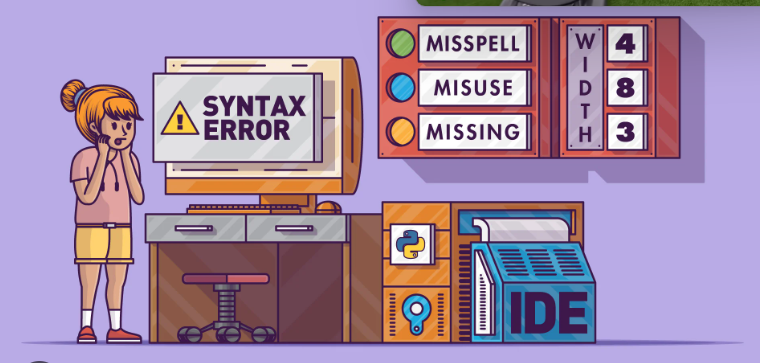 SYNTAX
ERROR
MISSPELL
MISUSE
MISSING
WIDTH
4
8
3
IDE